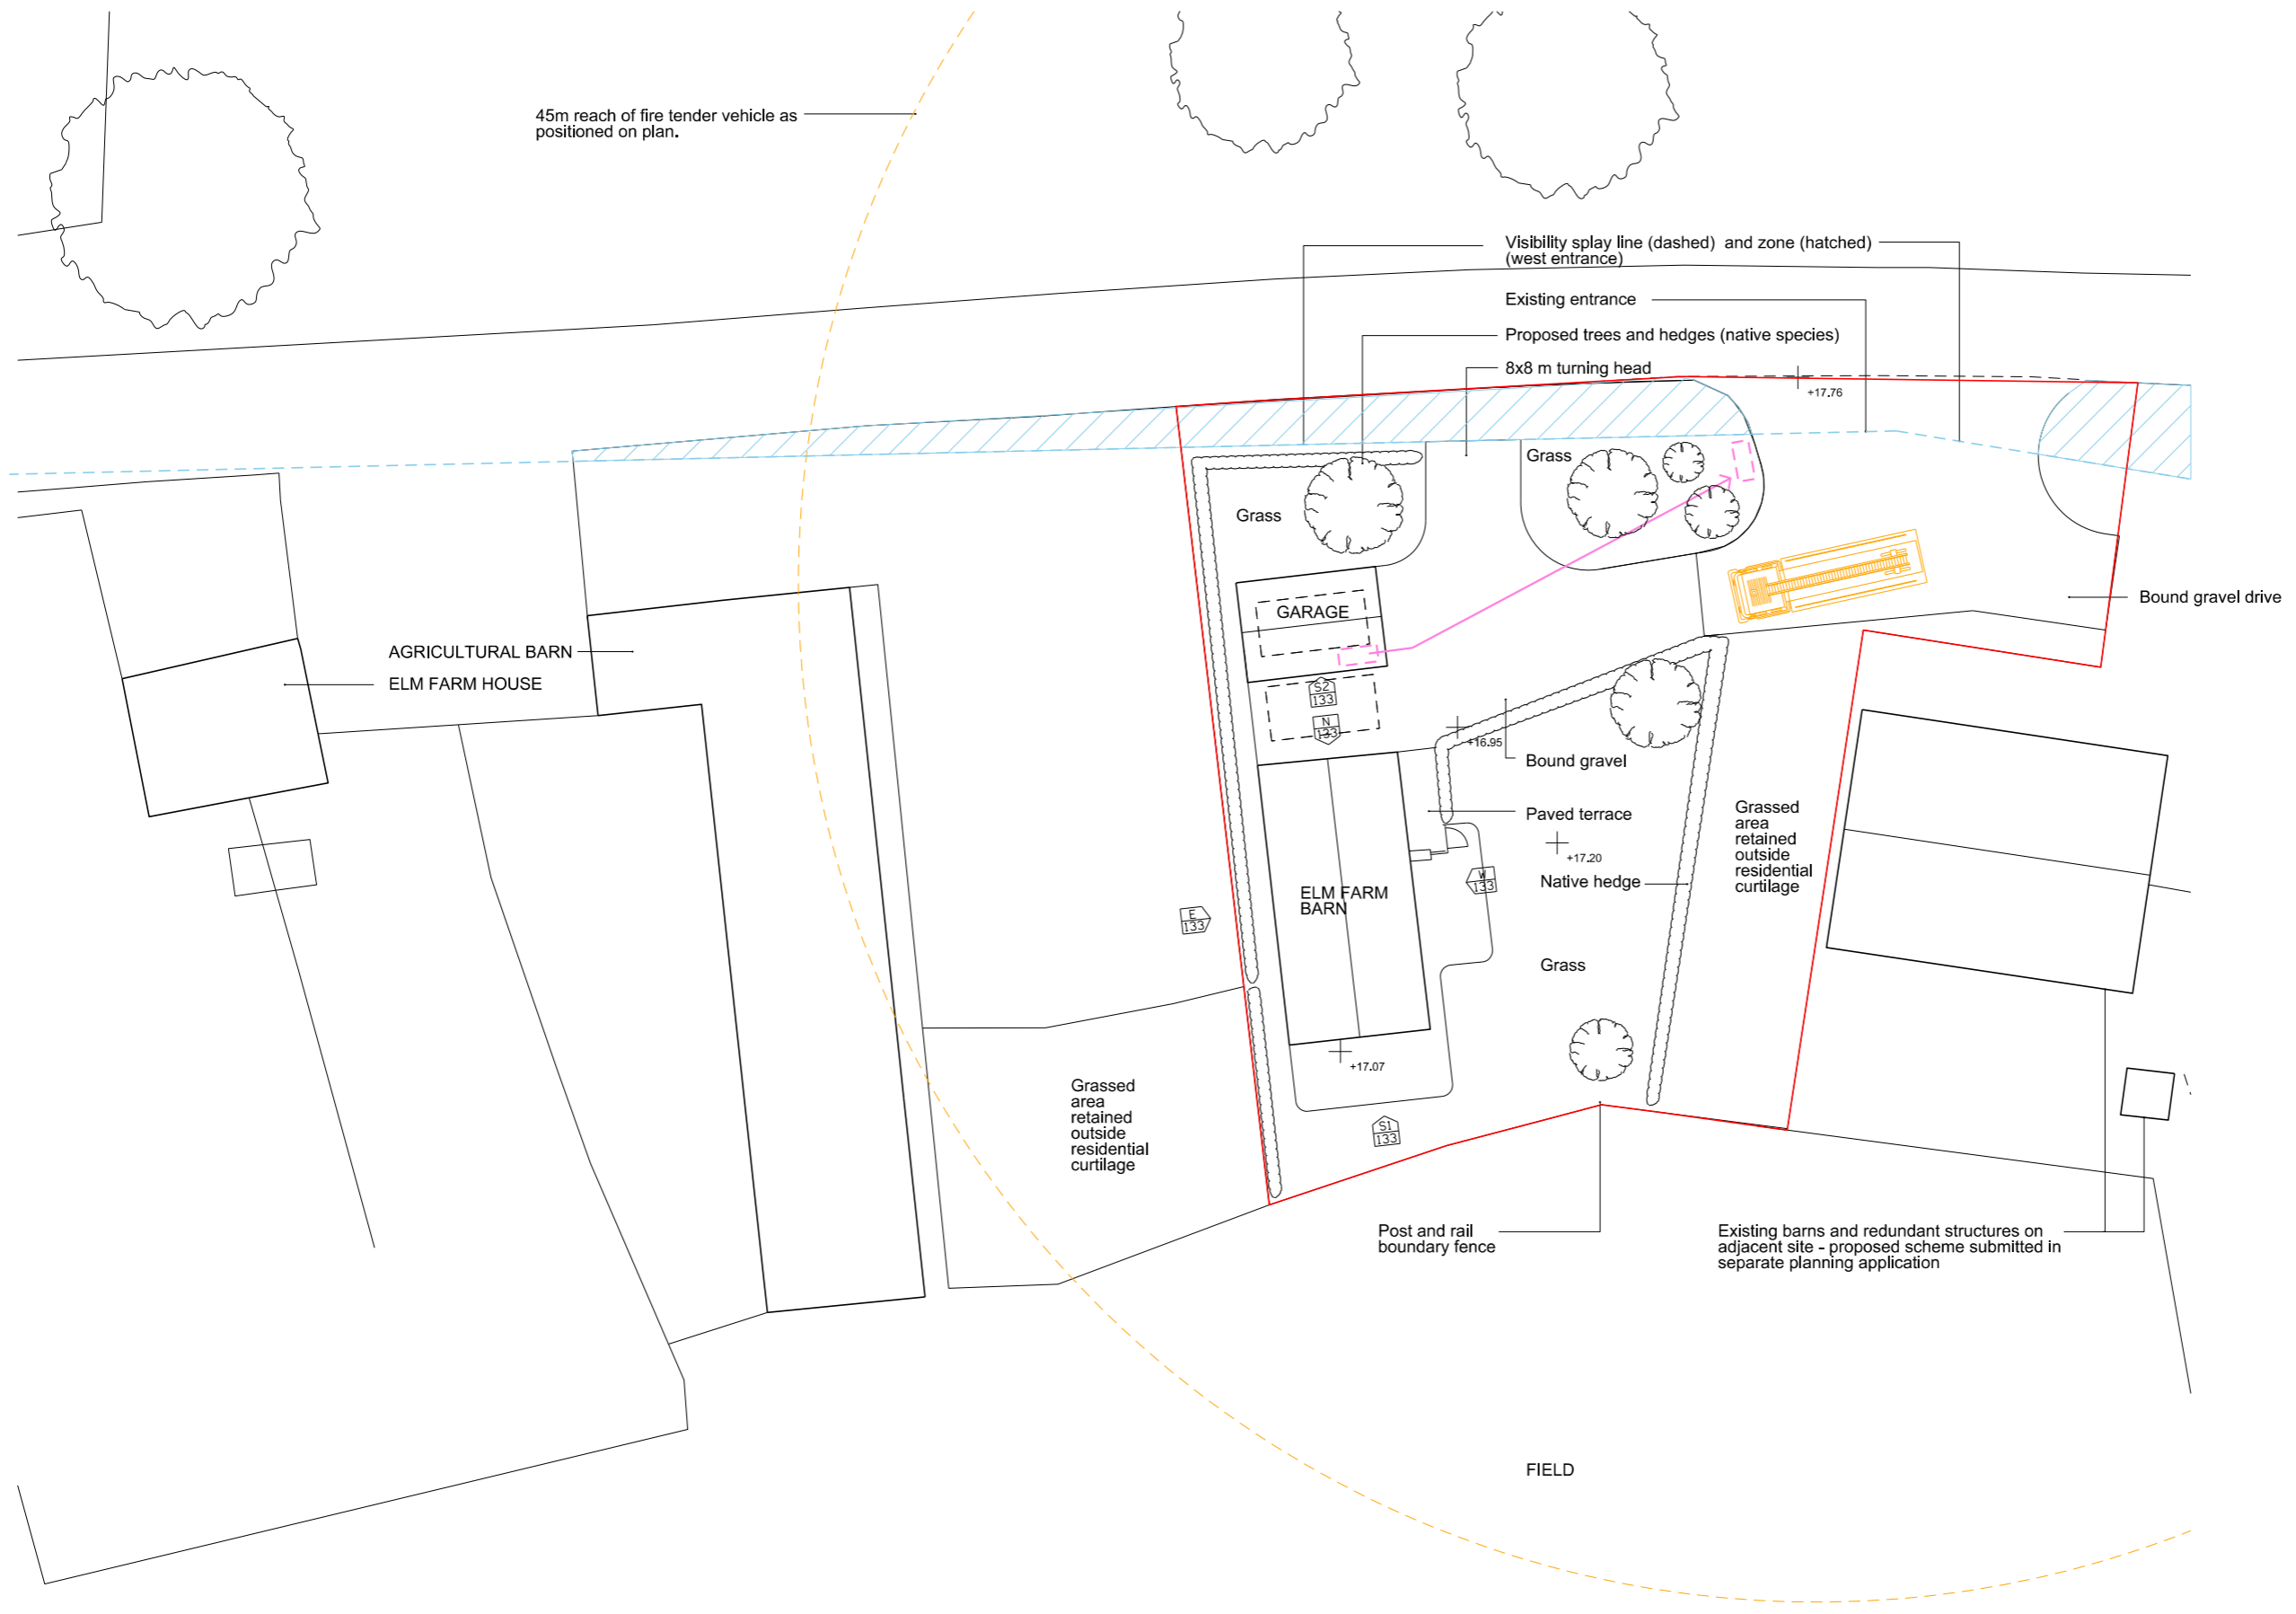 45m reach of fire tender vehicle as
positioned on plan.
Visibility splay line (dashed)  and zone (hatched)
(west entrance)
Existing entrance
Proposed trees and hedges (native species)
8x8 m turning head
+17.76
Grass
Grass
Bound gravel drive
GARAGE
AGRICULTURAL BARN
ELM FARM HOUSE
S2
133
N
133
+16.95
Bound gravel
Paved terrace
+17.20
W
133
Native hedge
Grassed
area
retained
outside
residential
curtilage
ELM FARM
BARN
E
133
Grass
+17.07
Grassed
area
retained
outside
residential
curtilage
S1
133
Post and rail
boundary fence
Existing barns and redundant structures on
adjacent site - proposed scheme submitted in
separate planning application
FIELD